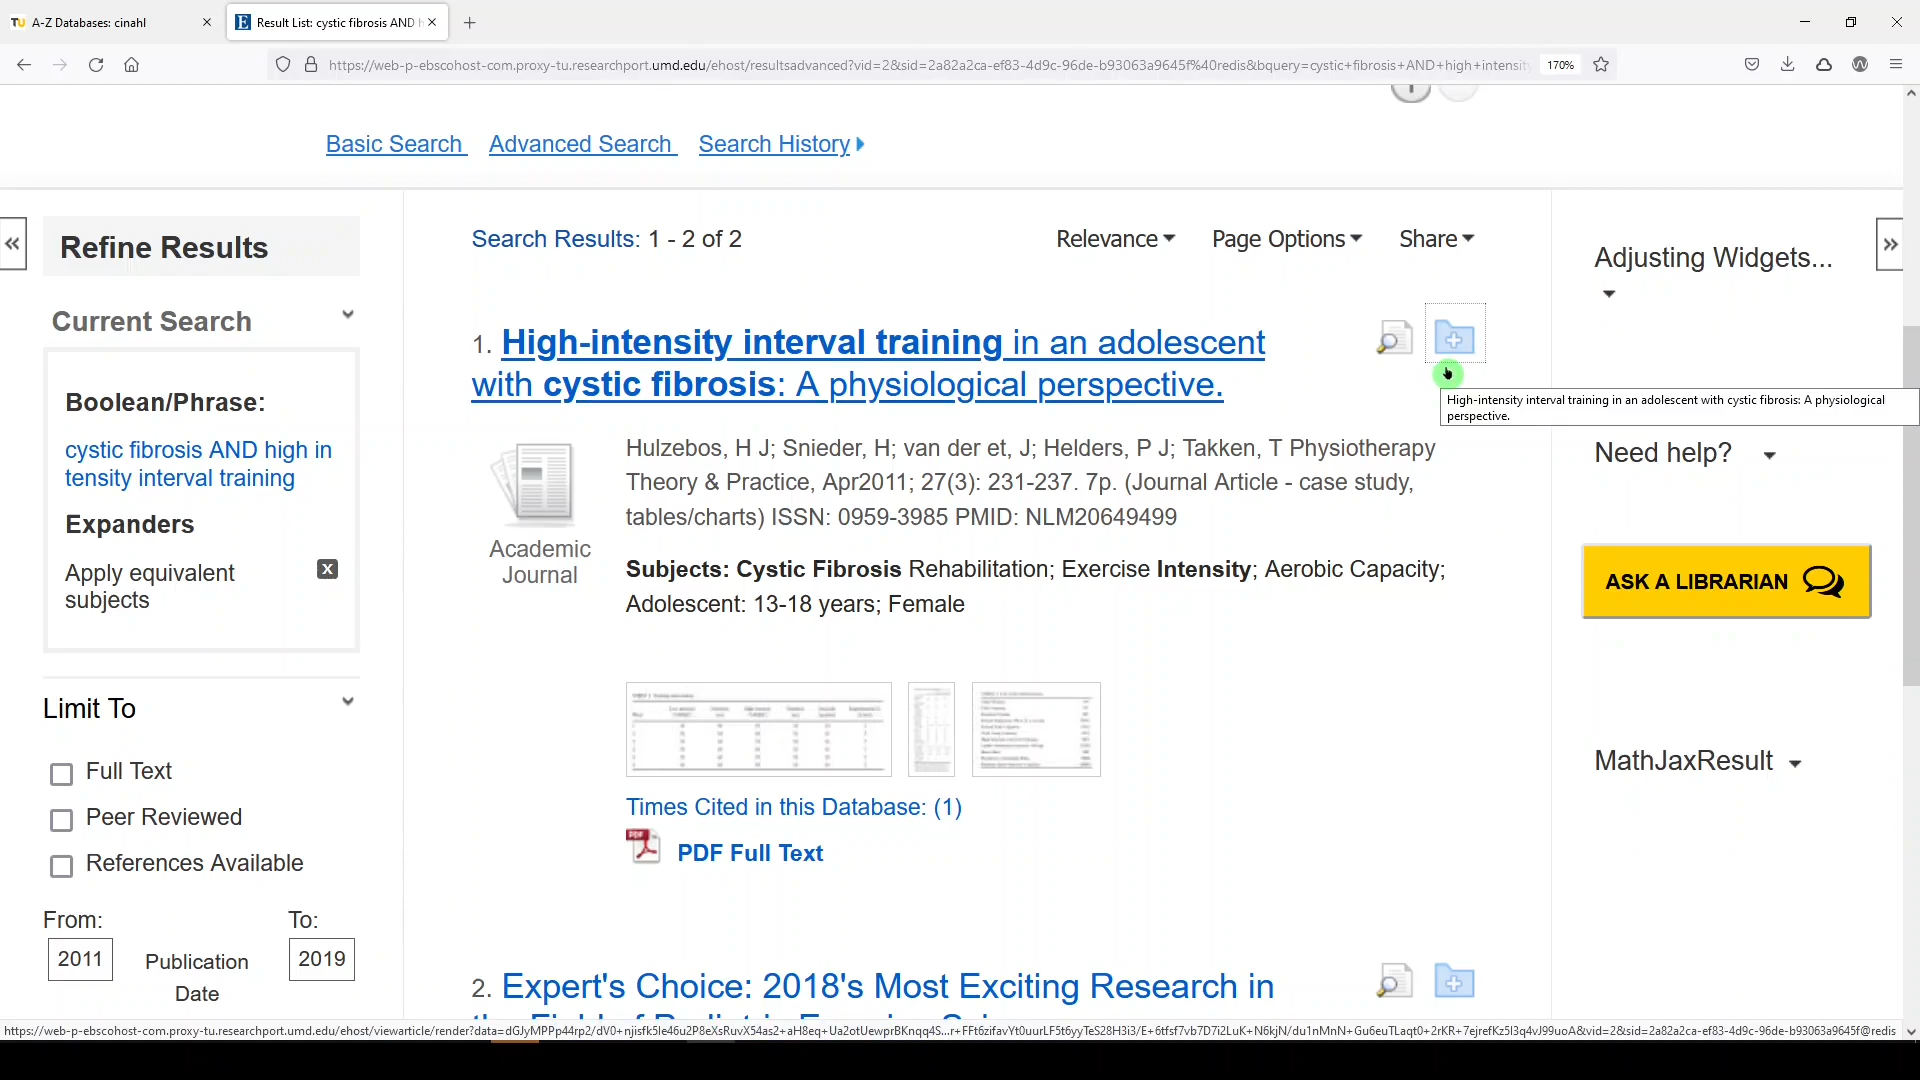 A-Z Databases: cinahl
Result List: cystic fibrosis AND h
https://web-p-ebscohost-com.proxy-tu.researchport.umd.edu/ehost/resultsadvanced?vid=2&sid=2a82a2ca-ef83-4d9c-96de-b93063a9645f%40redis&bquery=cystic+fibrosis+AND+high+intensity
170%
Basic Search Advanced Search Search History
Refine Results
Current Search
Boolean/Phrase:
cystic fibrosis AND high in
tensity interval training
Expanders
Apply equivalent
subjects
Limit To
Full Text
Peer Reviewed
References Available
From: To:
2011 Publication Date 2019
Search Results: 1 - 2 of 2
Relevance Page Options Share
1. High-intensity interval training in an adolescent
with cystic fibrosis: A physiological perspective.
High-intensity interval training in an adolescent with cystic fibrosis: A physiological
perspective.
Academic
Journal
Hulzebos, H J; Snieder, H; van der et, J; Helders, P J; Takken, T Physiotherapy
Theory & Practice, Apr2011; 27(3): 231-237. 7p. (Journal Article - case study,
tables/charts) ISSN: 0959-3985 PMID: NLM20649499
Subjects: Cystic Fibrosis Rehabilitation; Exercise Intensity; Aerobic Capacity;
Adolescent: 13-18 years; Female
Times Cited in this Database: (1)
PDF Full Text
2. Expert's Choice: 2018's Most Exciting Research in
Adjusting Widgets...
Need help?
ASK A LIBRARIAN
MathJaxResult